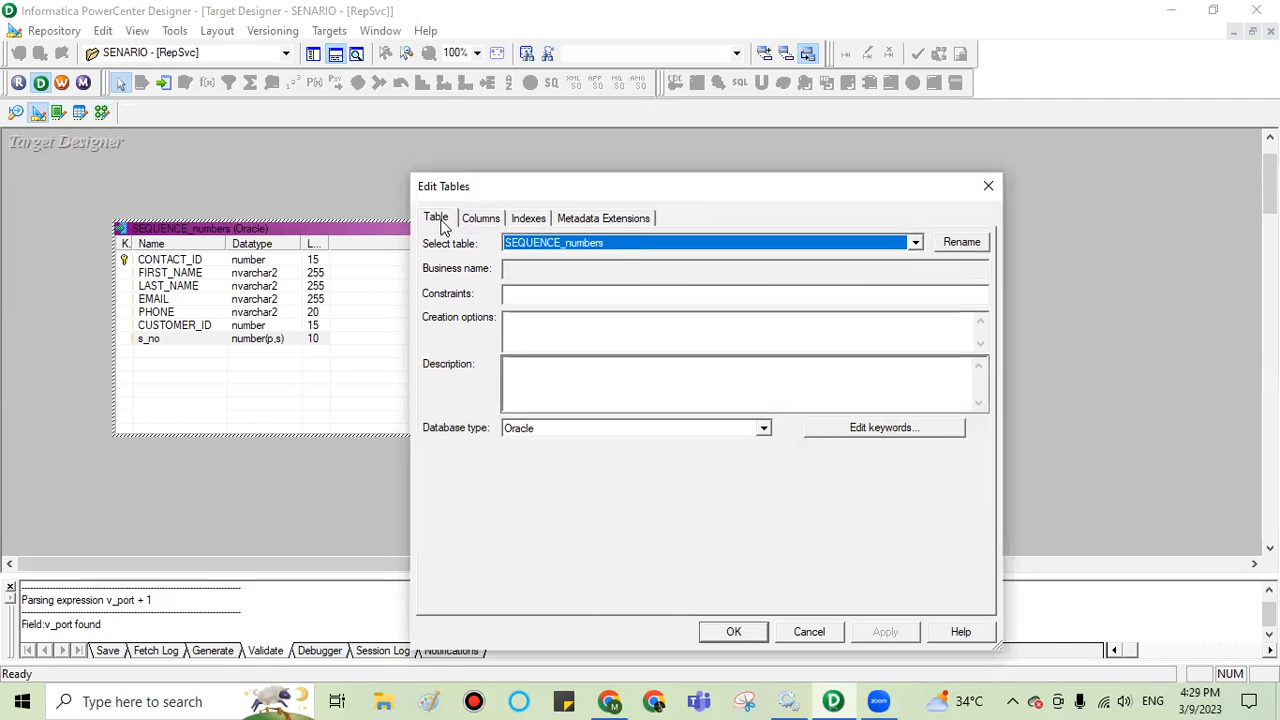 Informatica PowerCenter Designer - [Target Designer - SENARIO - [RepSvc]]
Repository Edit View Tools Layout Versioning Targets Window Help
SENARIO - [RepSvc] 100%
R D W M f(x) P(x) SQL
Target Designer
SEQUENCE_numbers (Oracle)
K. Name Datatype L...
CONTACT_ID number 15
FIRST_NAME nvarchar2 255
LAST_NAME nvarchar2 255
EMAIL nvarchar2 255
PHONE nvarchar2 20
CUSTOMER_ID number 15
s_no number(p,s) 10
Edit Tables
Table Columns Indexes Metadata Extensions
Select table: SEQUENCE_numbers Rename
Business name:
Constraints:
Creation options:
Description:
Database type: Oracle Edit keywords...
OK Cancel Apply Help
Parsing expression v_port + 1
Field:v_port found
Save Fetch Log Generate Validate Debugger Session Log Notifications
Ready NUM
Type here to search zoom 34°C ENG 4:29 PM
3/9/2023